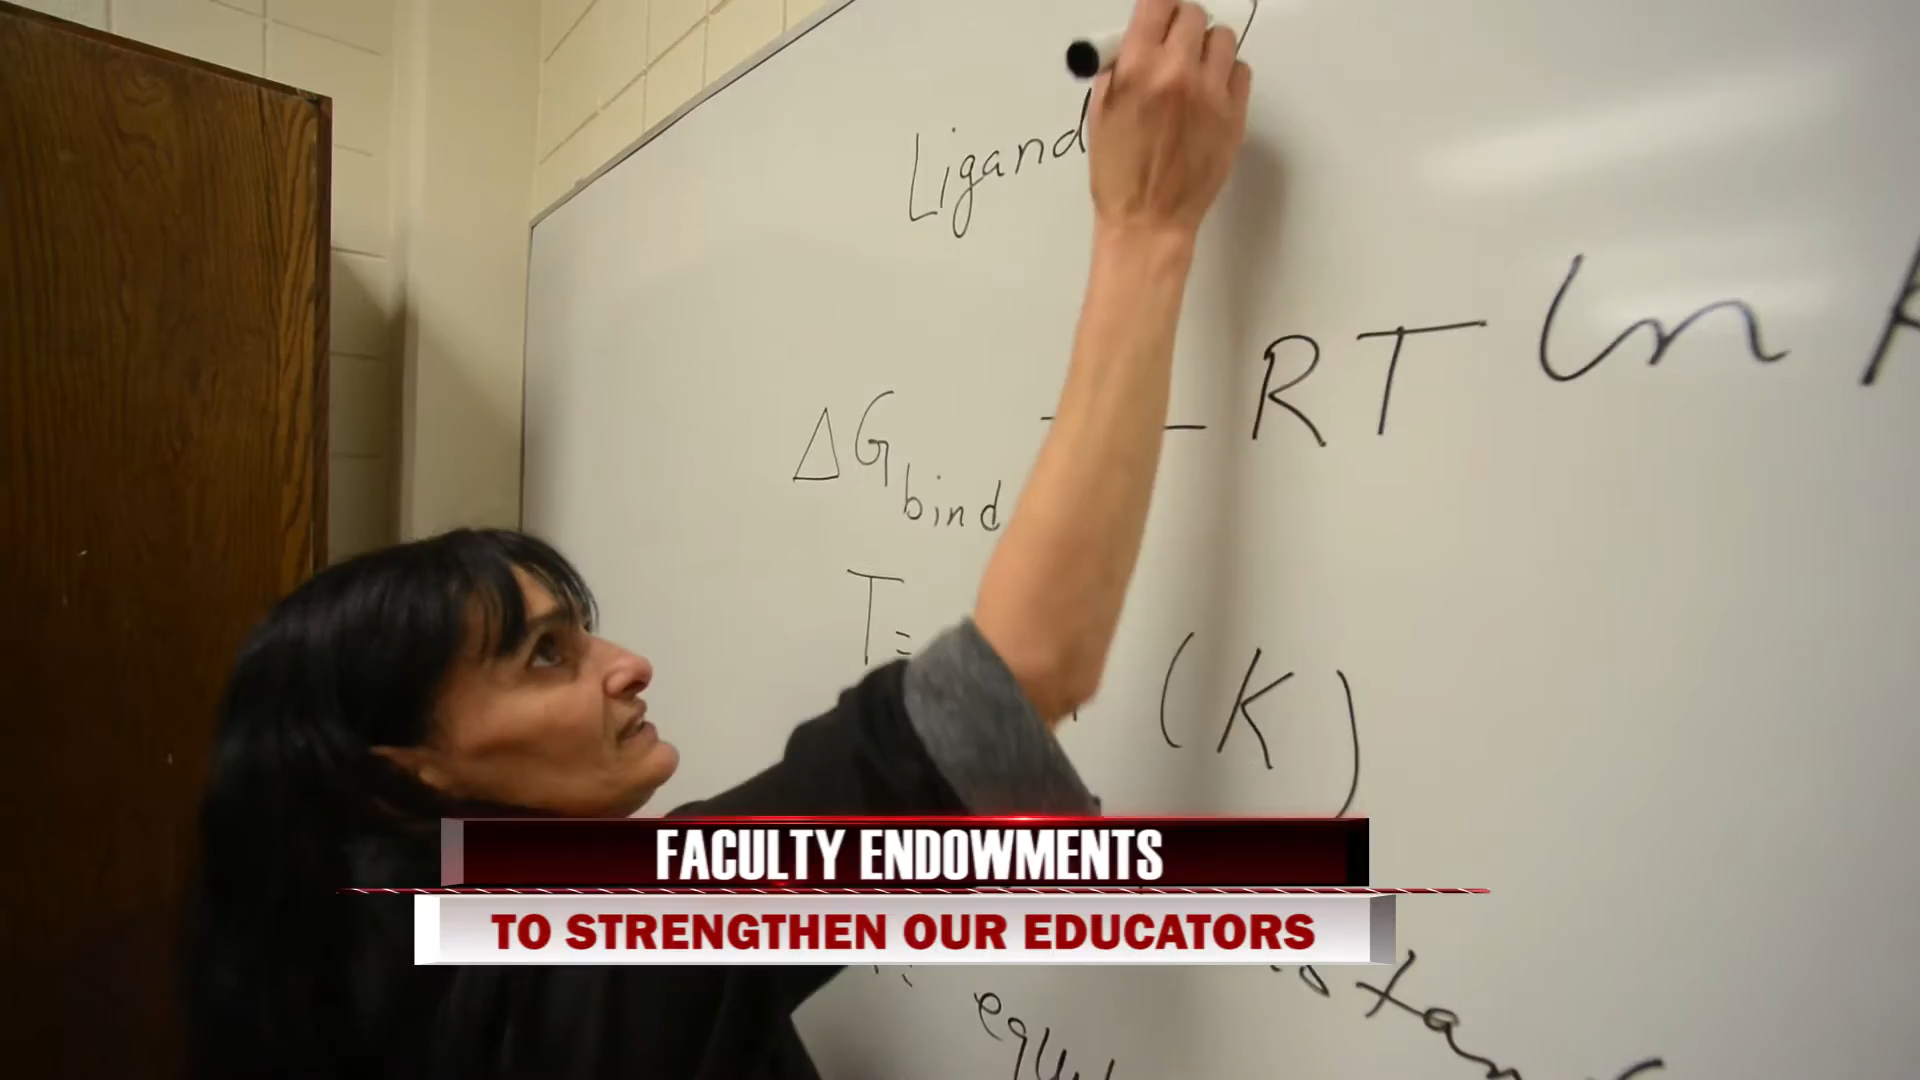 Ligand
ΔG bind = - RT ln K
T =
(K)
FACULTY ENDOWMENTS
TO STRENGTHEN OUR EDUCATORS